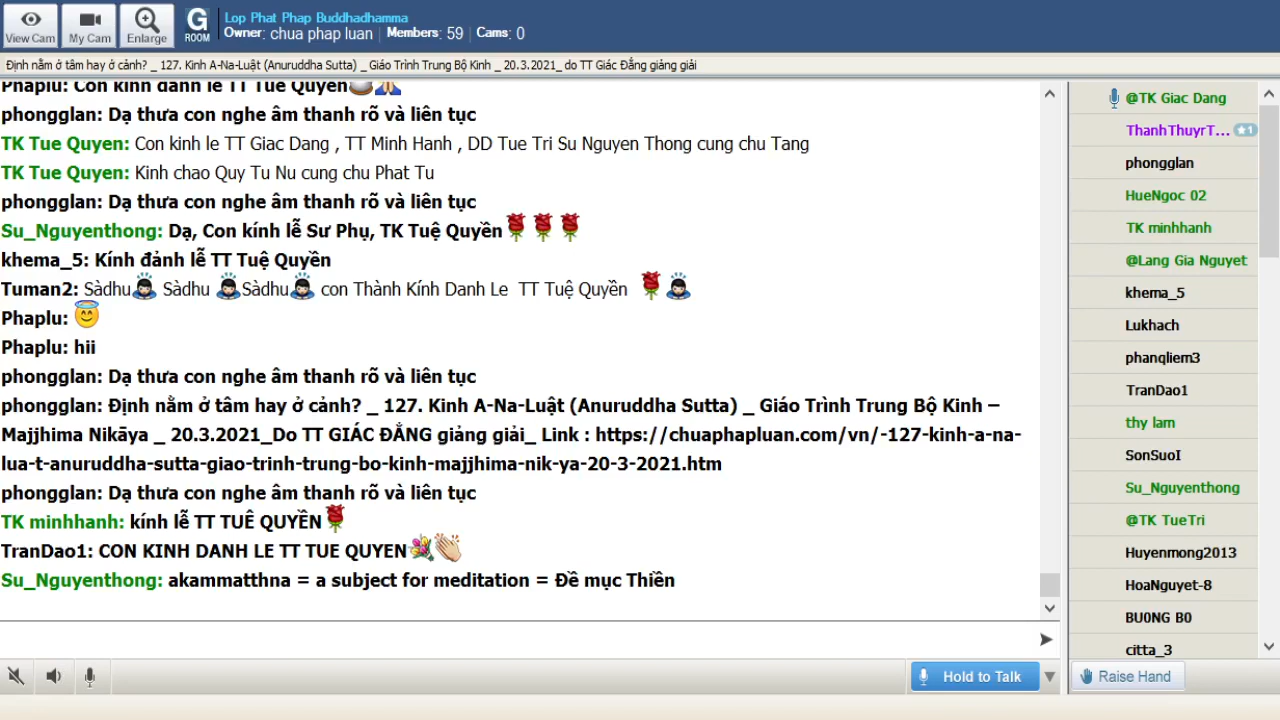 Lop Phat Phap Buddhadhamma
Owner: chua phap luan Members: 59 Cams: 0
View Cam
My Cam
Enlarge
G
ROOM
Định nằm ở tâm hay ở cảnh? _ 127. Kinh A-Na-Luật (Anuruddha Sutta) _ Giáo Trình Trung Bộ Kinh _ 20.3.2021_ do TT Giác Đẳng giảng giải
Phaplu: Con kính đảnh lễ TT Tuệ Quyền
phongglan: Dạ thưa con nghe âm thanh rõ và liên tục
TK Tue Quyen: Con kinh le TT Giac Dang , TT Minh Hanh , DD Tue Tri Su Nguyen Thong cung chu Tang
TK Tue Quyen: Kinh chao Quy Tu Nu cung chu Phat Tu
phongglan: Dạ thưa con nghe âm thanh rõ và liên tục
Su_Nguyenthong: Dạ, Con kính lễ Sư Phụ, TK Tuệ Quyền
khema_5: Kính đảnh lễ TT Tuệ Quyền
Tuman2: Sàdhu Sàdhu Sàdhu con Thành Kính Danh Le TT Tuệ Quyền
Phaplu:
Phaplu: hii
phongglan: Dạ thưa con nghe âm thanh rõ và liên tục
phongglan: Định nằm ở tâm hay ở cảnh? _ 127. Kinh A-Na-Luật (Anuruddha Sutta) _ Giáo Trình Trung Bộ Kinh –
Majjhima Nikāya _ 20.3.2021_Do TT GIÁC ĐẲNG giảng giải_ Link : https://chuaphapluan.com/vn/-127-kinh-a-na-
lua-t-anuruddha-sutta-giao-trinh-trung-bo-kinh-majjhima-nik-ya-20-3-2021.htm
phongglan: Dạ thưa con nghe âm thanh rõ và liên tục
TK minhhanh: kính lễ TT TUÊ QUYỀN
TranDao1: CON KINH DANH LE TT TUE QUYEN
Su_Nguyenthong: akammatthna = a subject for meditation = Đề mục Thiền
Hold to Talk
@TK Giac Dang
ThanhThuyrT... 1
phongglan
HueNgoc 02
TK minhhanh
@Lang Gia Nguyet
khema_5
Lukhach
phanqliem3
TranDao1
thy lam
SonSuoI
Su_Nguyenthong
@TK TueTri
Huyenmong2013
HoaNguyet-8
BU0NG B0
citta_3
Raise Hand